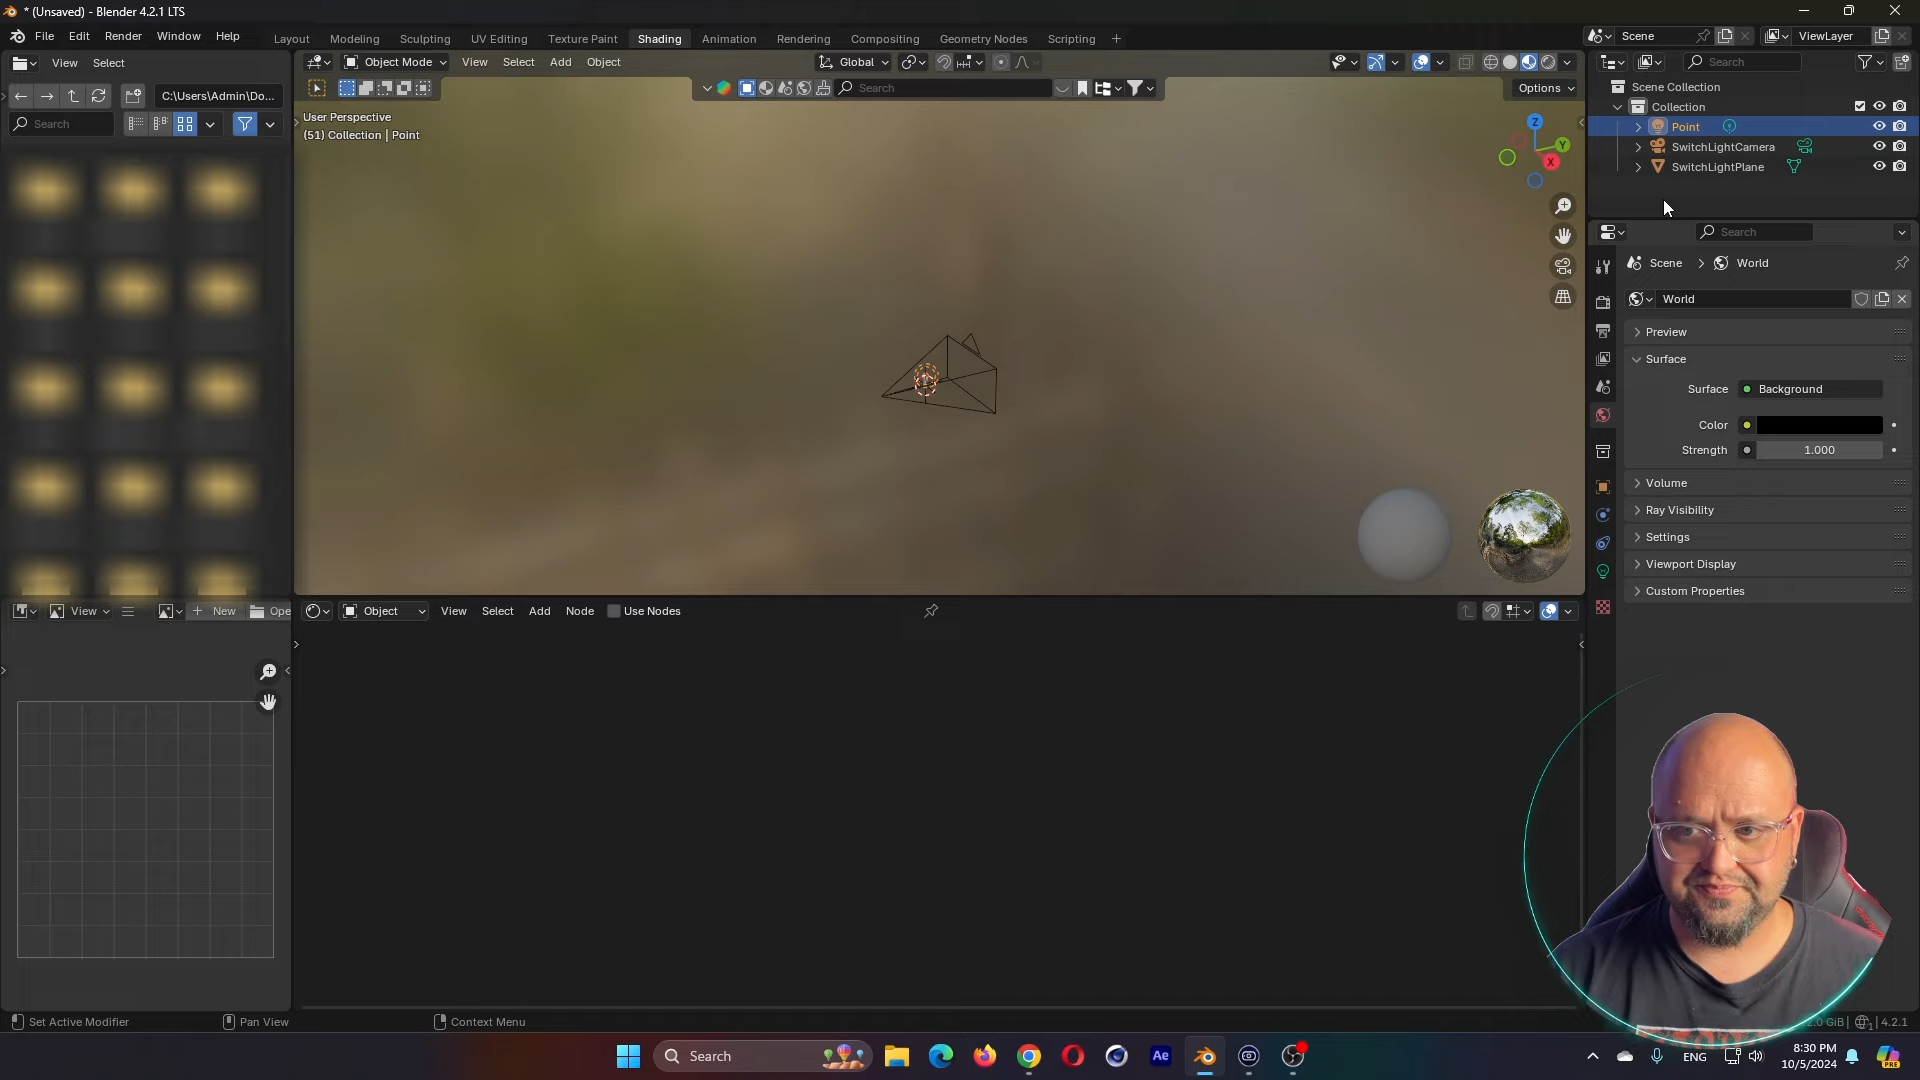 * (Unsaved) - Blender 4.2.1 LTS
File Edit Render Window Help
Layout Modeling Sculpting UV Editing Texture Paint Shading Animation Rendering Compositing Geometry Nodes Scripting +
Scene ViewLayer
View Select
Object Mode View Select Add Object
Global
Search
C:\Users\Admin\Do...
Search
Search
Options
User Perspective
(51) Collection | Point
Z
Y
X
Scene Collection
Collection
Point
SwitchLightCamera
SwitchLightPlane
Search
Scene > World
World
Preview
Surface
Surface Background
Color
Strength 1.000
Volume
Ray Visibility
Settings
Viewport Display
Custom Properties
View New Ope
Object View Select Add Node Use Nodes
Set Active Modifier Pan View Context Menu
4.2.1
Search
Ae
ENG
8:30 PM
10/5/2024
PRE